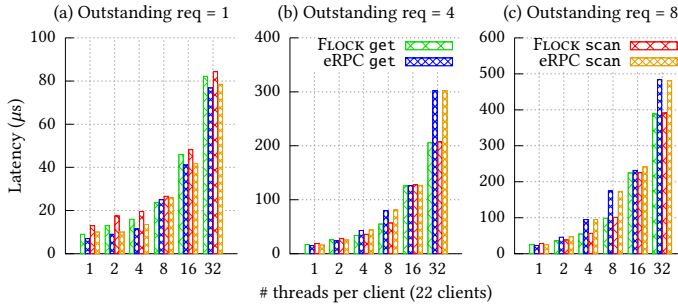 (a) Outstanding req = 1
(b) Outstanding req = 4
(c) Outstanding req = 8
Latency (μs)
100
80
60
40
20
0
1 2 4 8 16 32
400
300
200
100
0
1 2 4 8 16 32
FLOCK get
eRPC get
600
500
400
300
200
100
0
1 2 4 8 16 32
FLOCK scan
eRPC scan
# threads per client (22 clients)